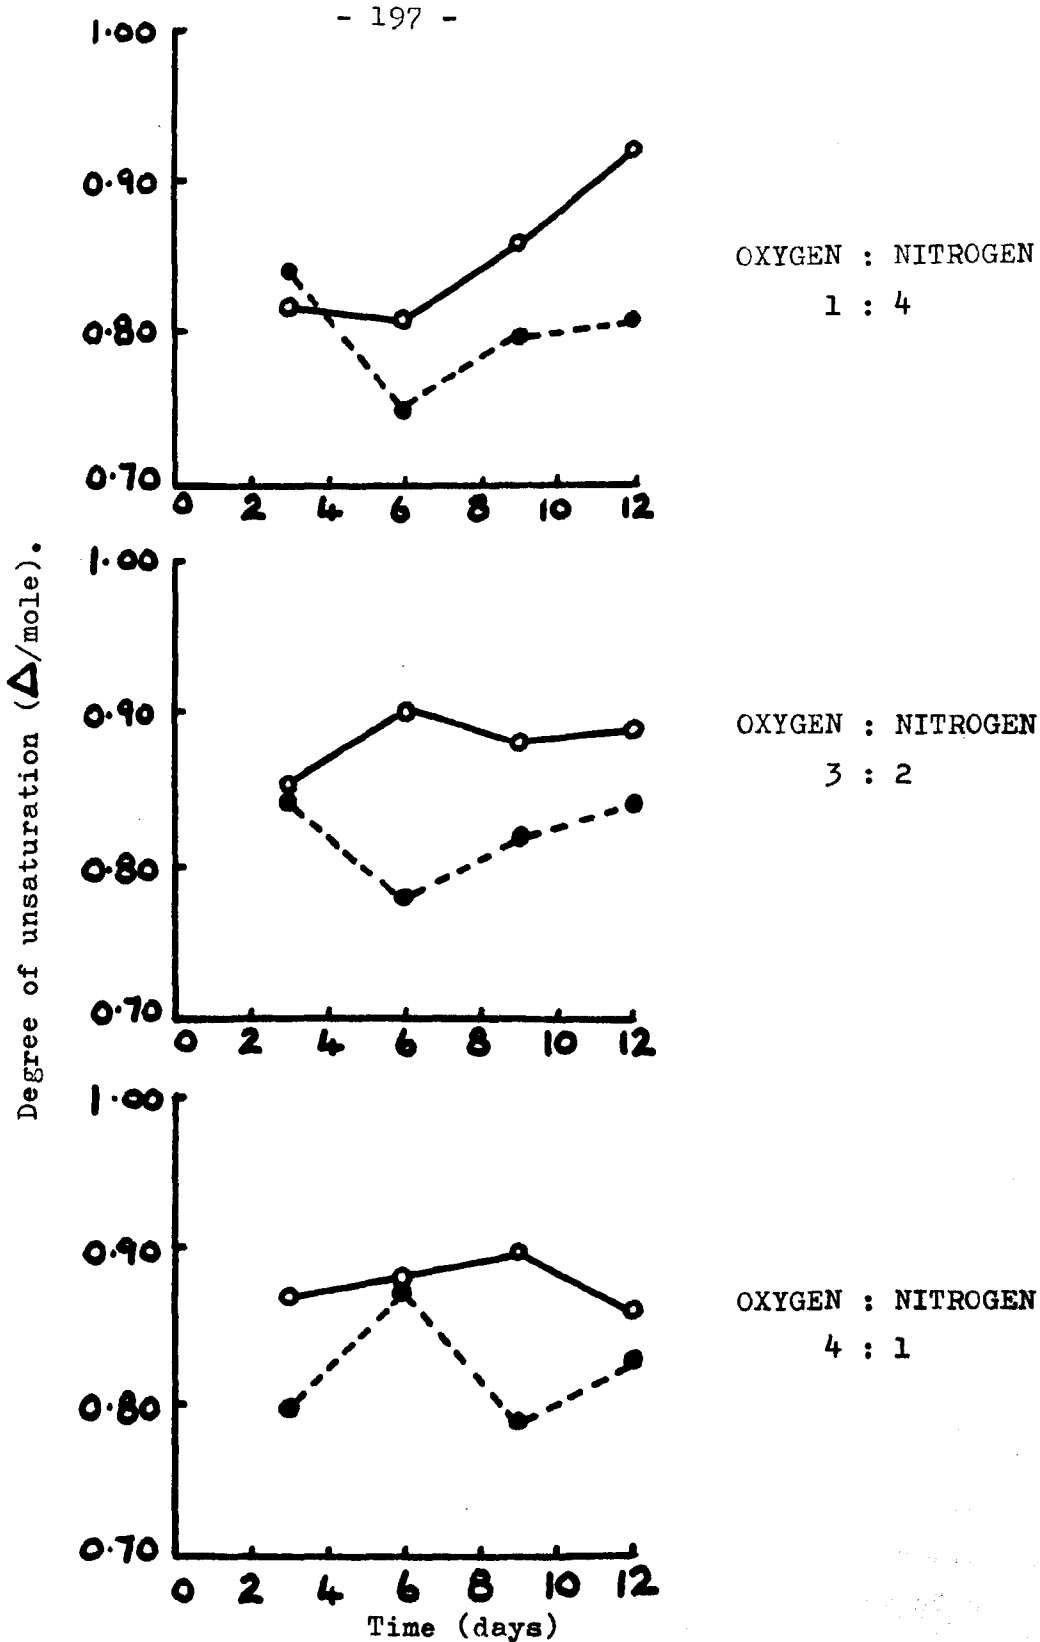 - 197 -
1.00
0.90
0.80
0.70
0 2 4 6 8 10 12
OXYGEN : NITROGEN
1 : 4
Degree of unsaturation (Δ/mole).
1.00
0.90
0.80
0.70
0 2 4 6 8 10 12
OXYGEN : NITROGEN
3 : 2
1.00
0.90
0.80
0.70
0 2 4 6 8 10 12
OXYGEN : NITROGEN
4 : 1
Time (days)